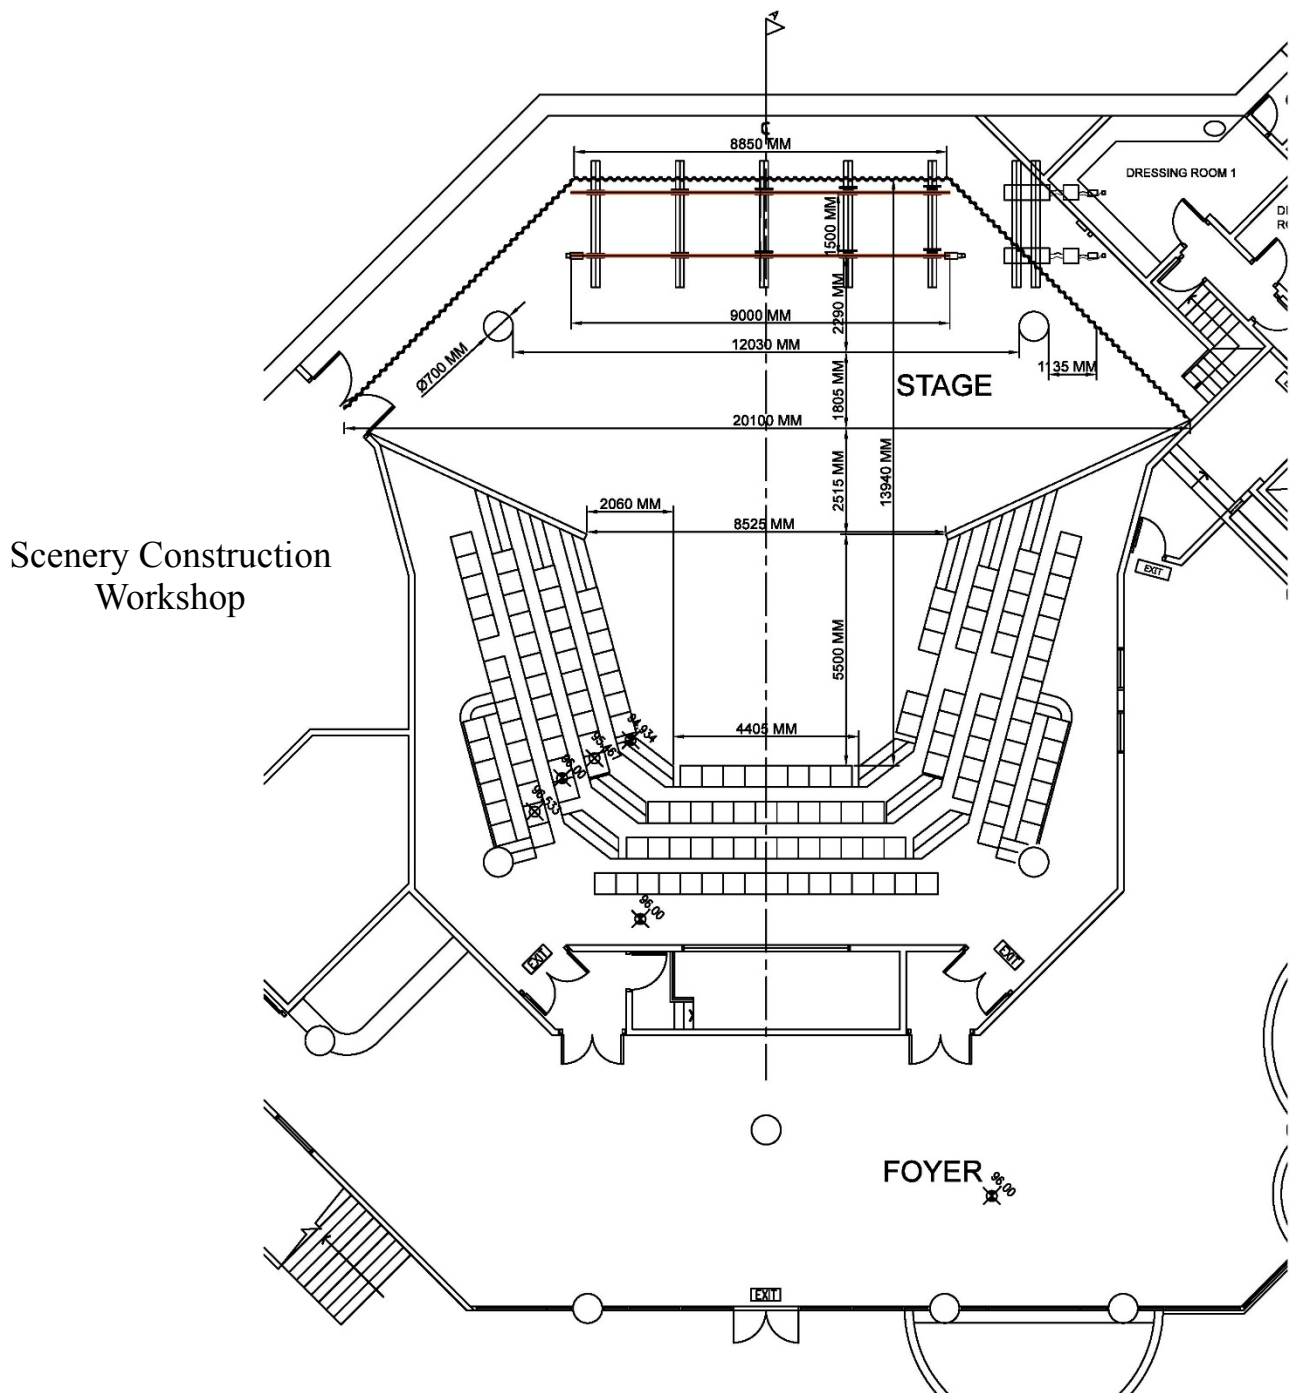 A
C
8850 MM
DRESSING ROOM 1
1500 MM
2290 MM
9000 MM
12030 MM
Ø700 MM
1135 MM
STAGE
1805 MM
20100 MM
2515 MM
13940 MM
2060 MM
8525 MM
Scenery Construction
Workshop
EXIT
5500 MM
4405 MM
94.934
95.467
96.00
96.533
96.00
EXIT
EXIT
FOYER
96.00
EXIT